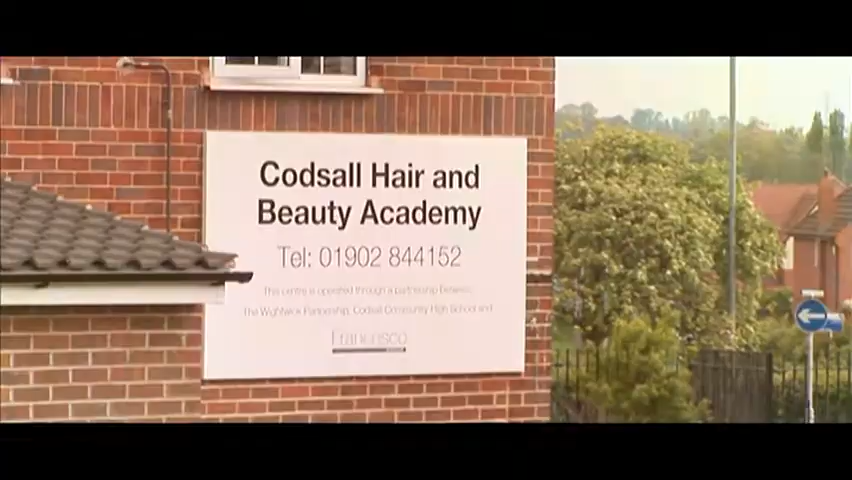 Codsall Hair and
Beauty Academy
Tel: 01902 844152
This centre is operated through a partnership between:
The Wightwick Partnership, Codsall Community High School and
Francesco